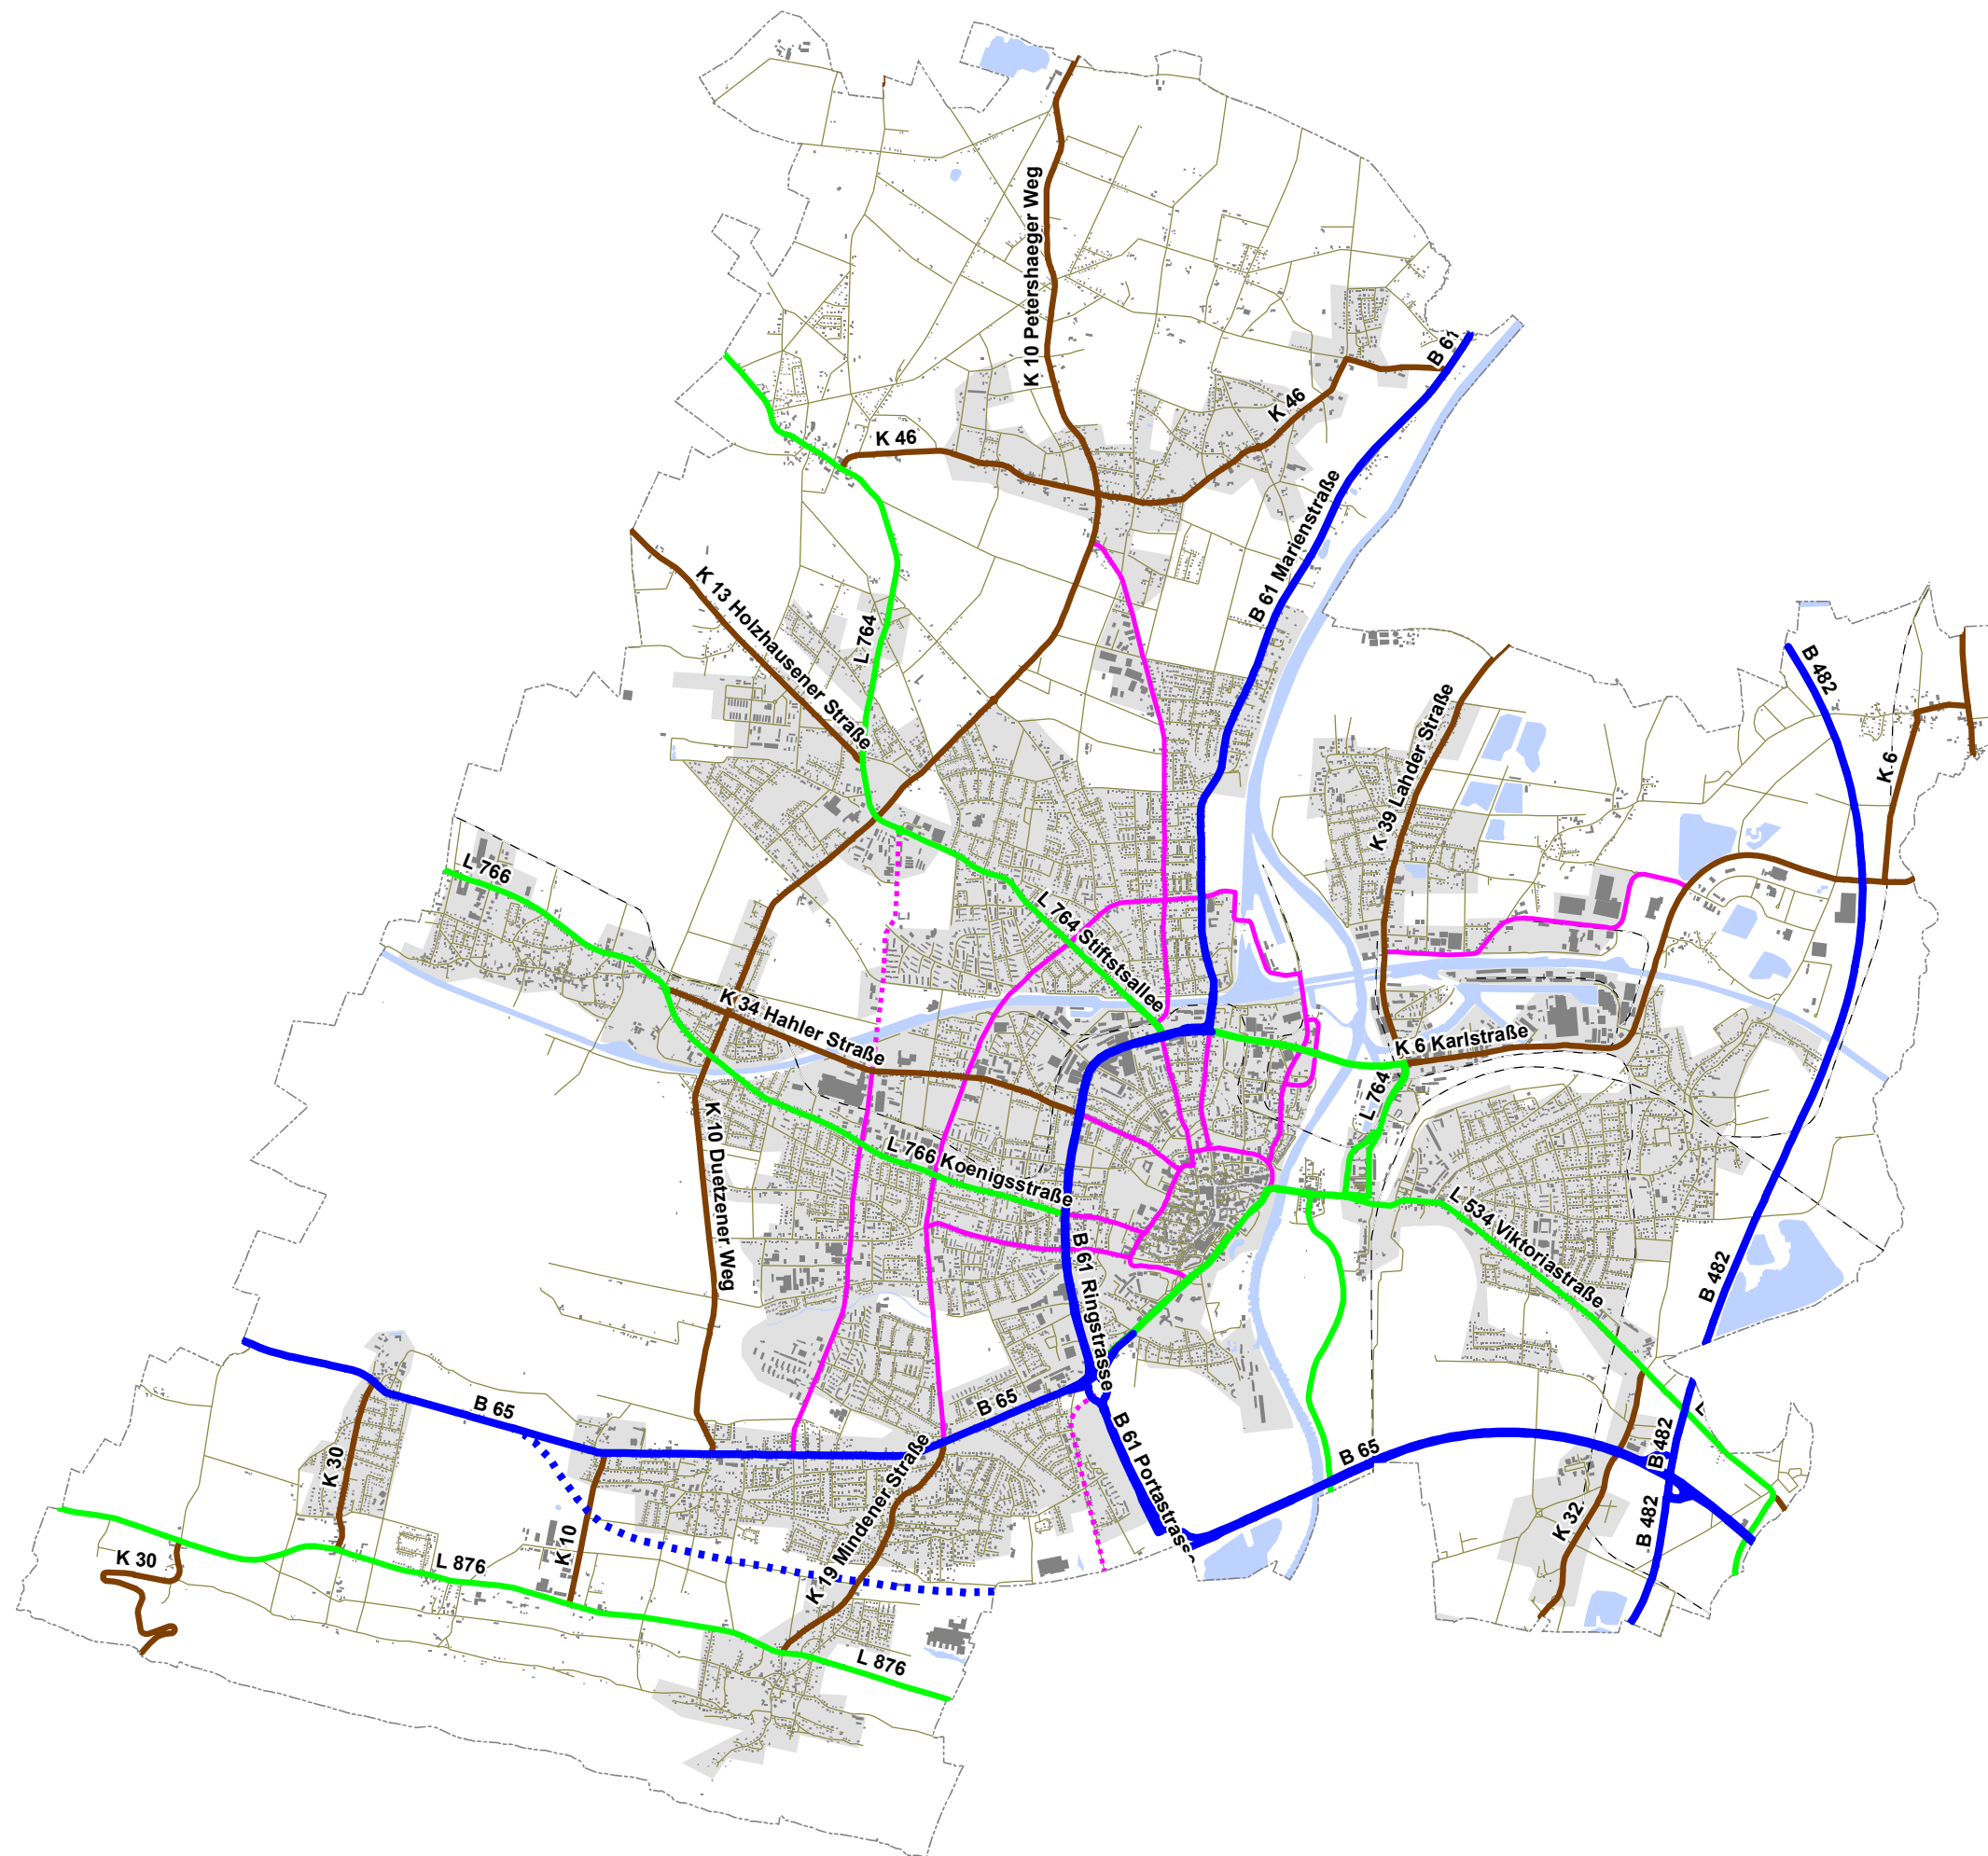 K 10 Petershaeger Weg
B 61
K 46
K 46
B 61 Marienstraße
K 13 Holzhausener Straße
L 764
B 482
K 39 Lahder Straße
K 6
L 766
L 764 Stiftstsallee
K 34 Hahler Straße
K 6 Karlstraße
L 764
K 10 Duetzener Weg
L 766 Koenigsstraße
L 534 Viktoriastraße
B 61 Ringstrasse
B 482
B 65
B 65
B 61 Portastrasse
B 65
B 482
K 30
K 19 Mindener Straße
K 32
B 482
K 10
K 30
L 876
L 876